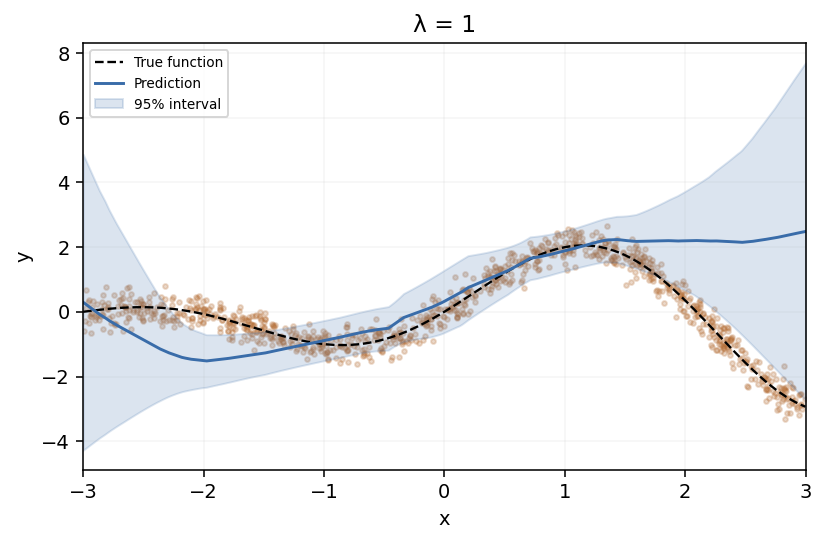 λ = 1
True function
Prediction
95% interval
8
6
4
2
0
−2
−4
y
−3 −2 −1 0 1 2 3
x